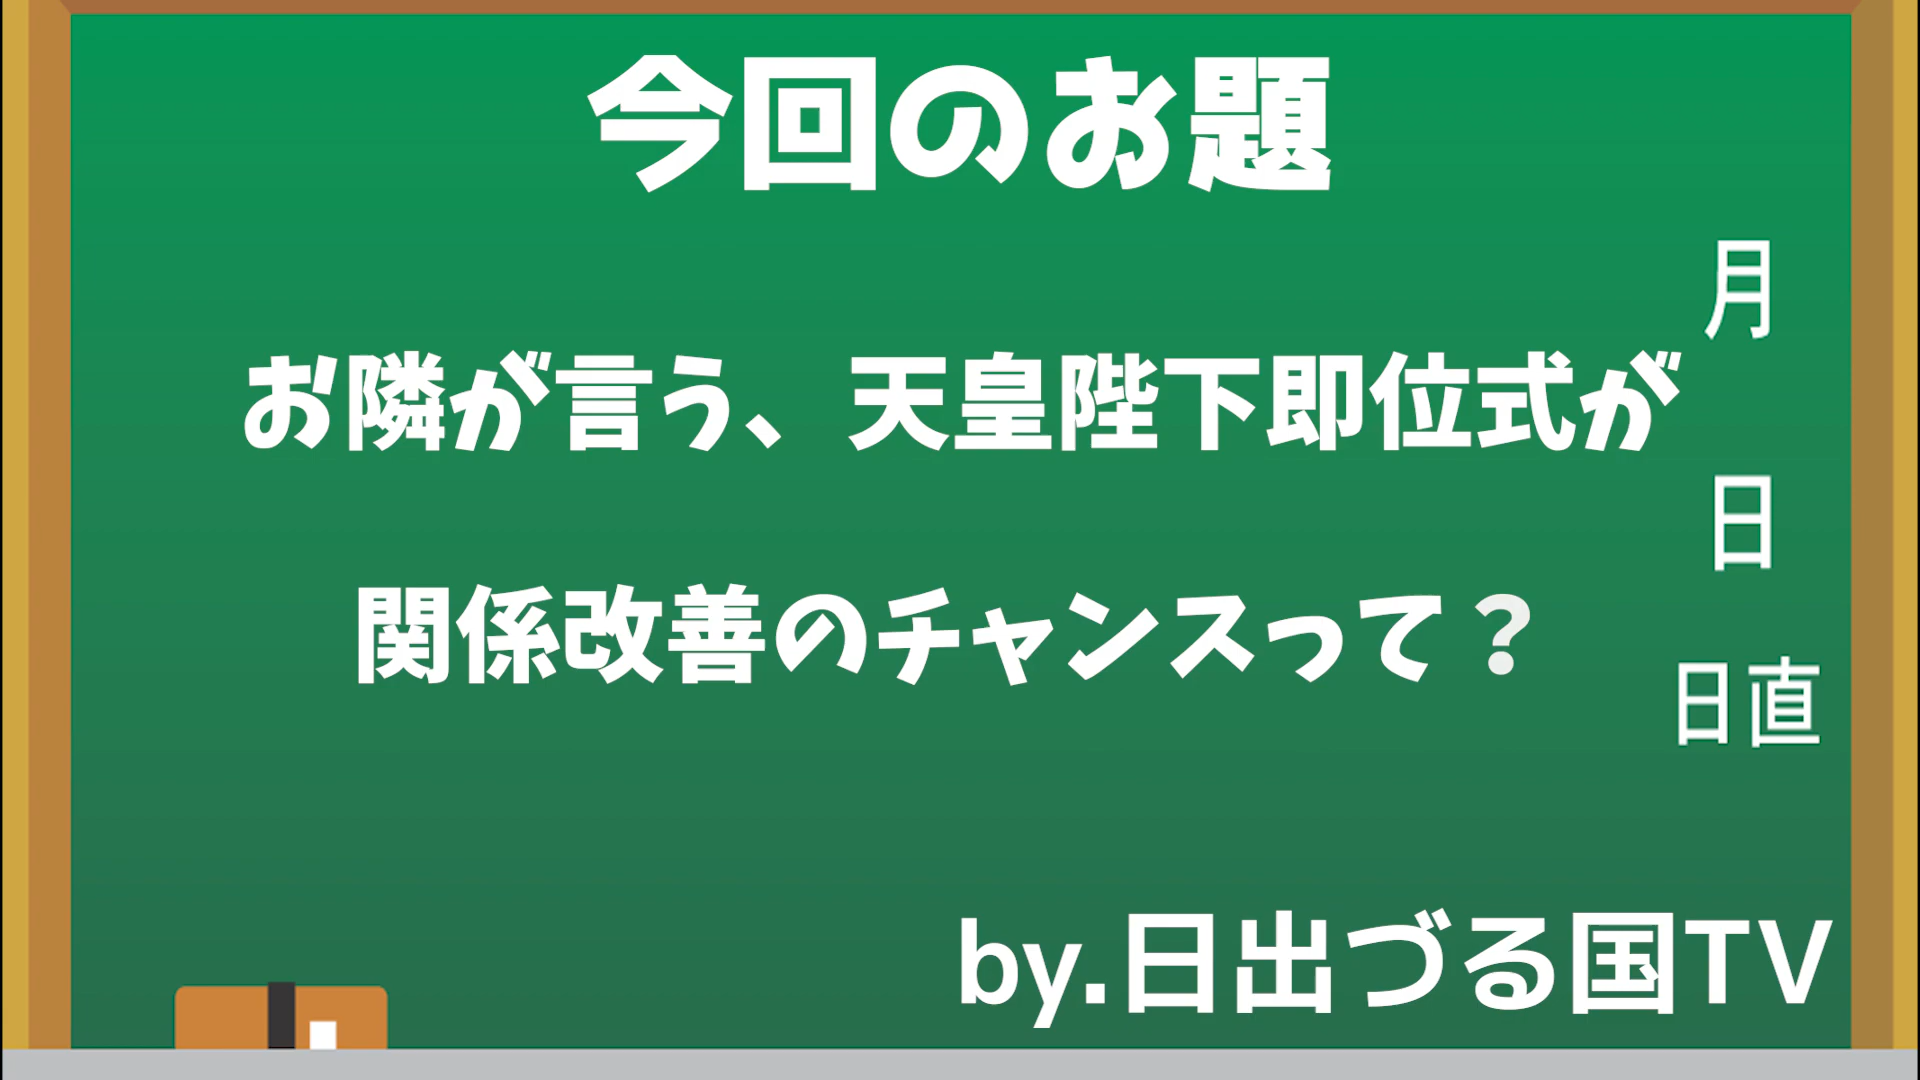 今回のお題
お隣が言う、天皇陛下即位式が
関係改善のチャンスって？
月
日
日直
by.日出づる国TV